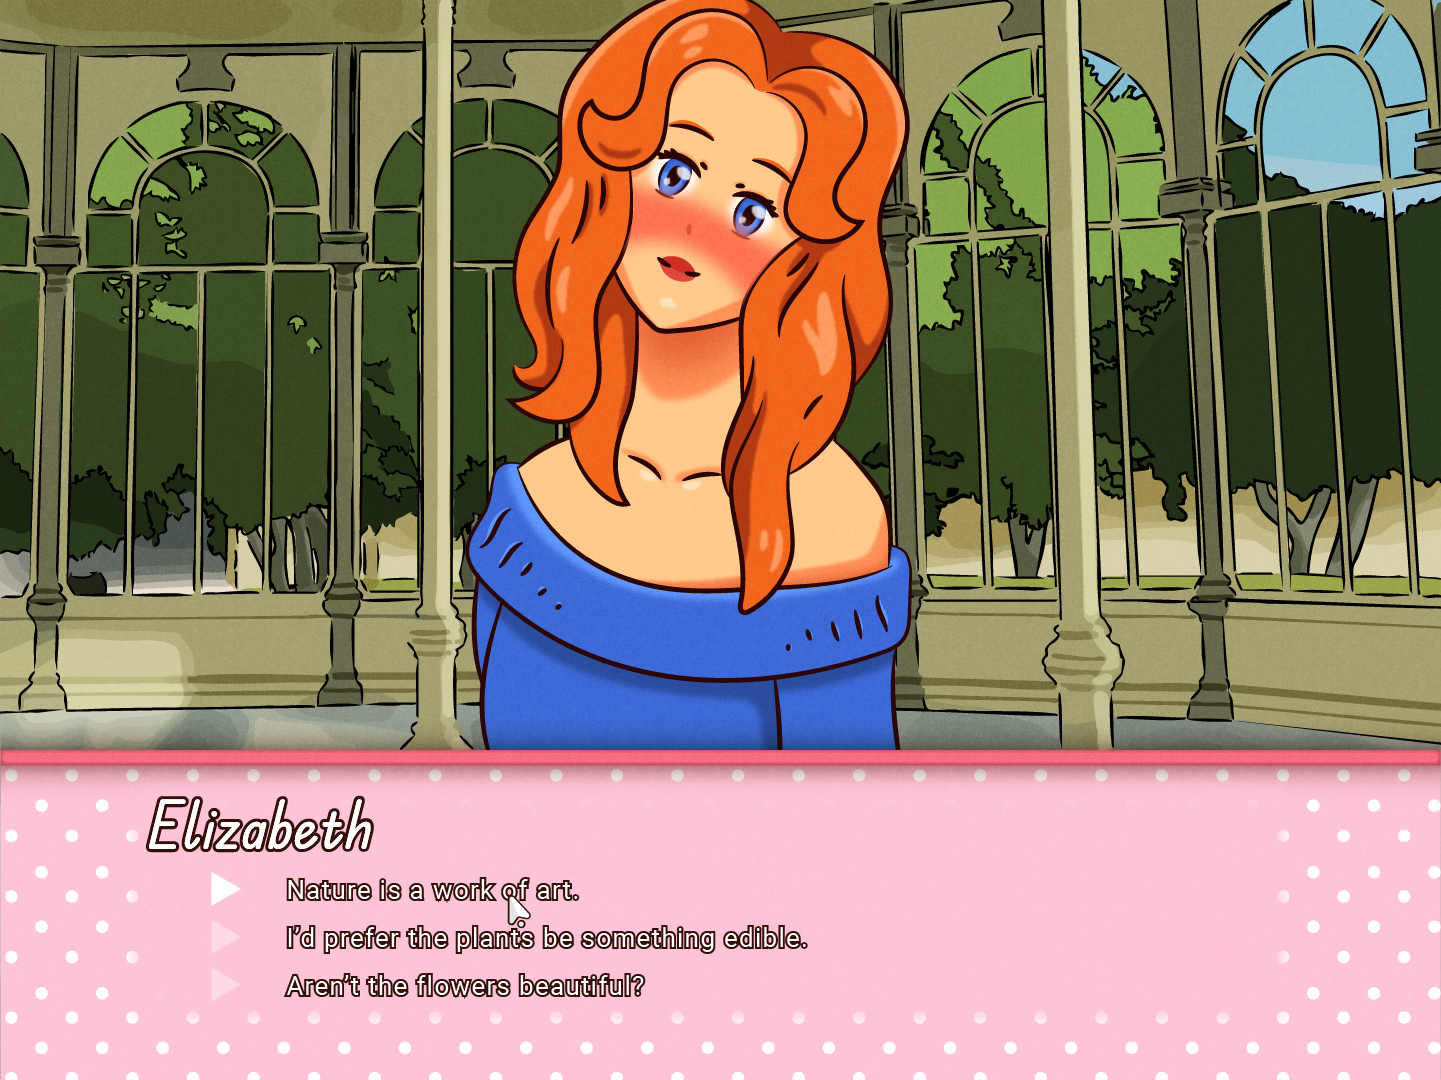 Elizabeth
Nature is a work of art.
I'd prefer the plants be something edible.
Aren't the flowers beautiful?